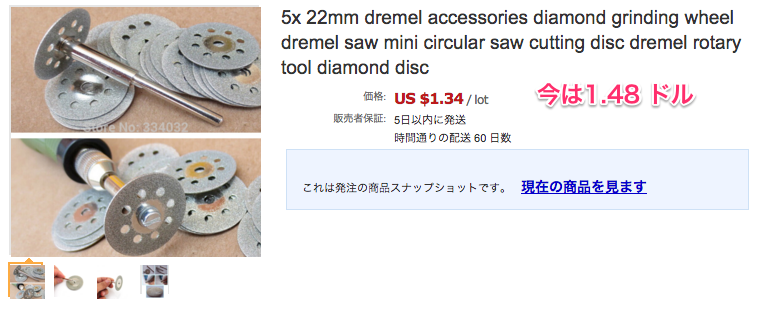 5x 22mm dremel accessories diamond grinding wheel
dremel saw mini circular saw cutting disc dremel rotary
tool diamond disc
価格: US $1.34 / lot
今は1.48 ドル
販売者保証: 5日以内に発送
時間通りの配送 60 日数
これは発注の商品スナップショットです。 現在の商品を見ます
Store No: 334092